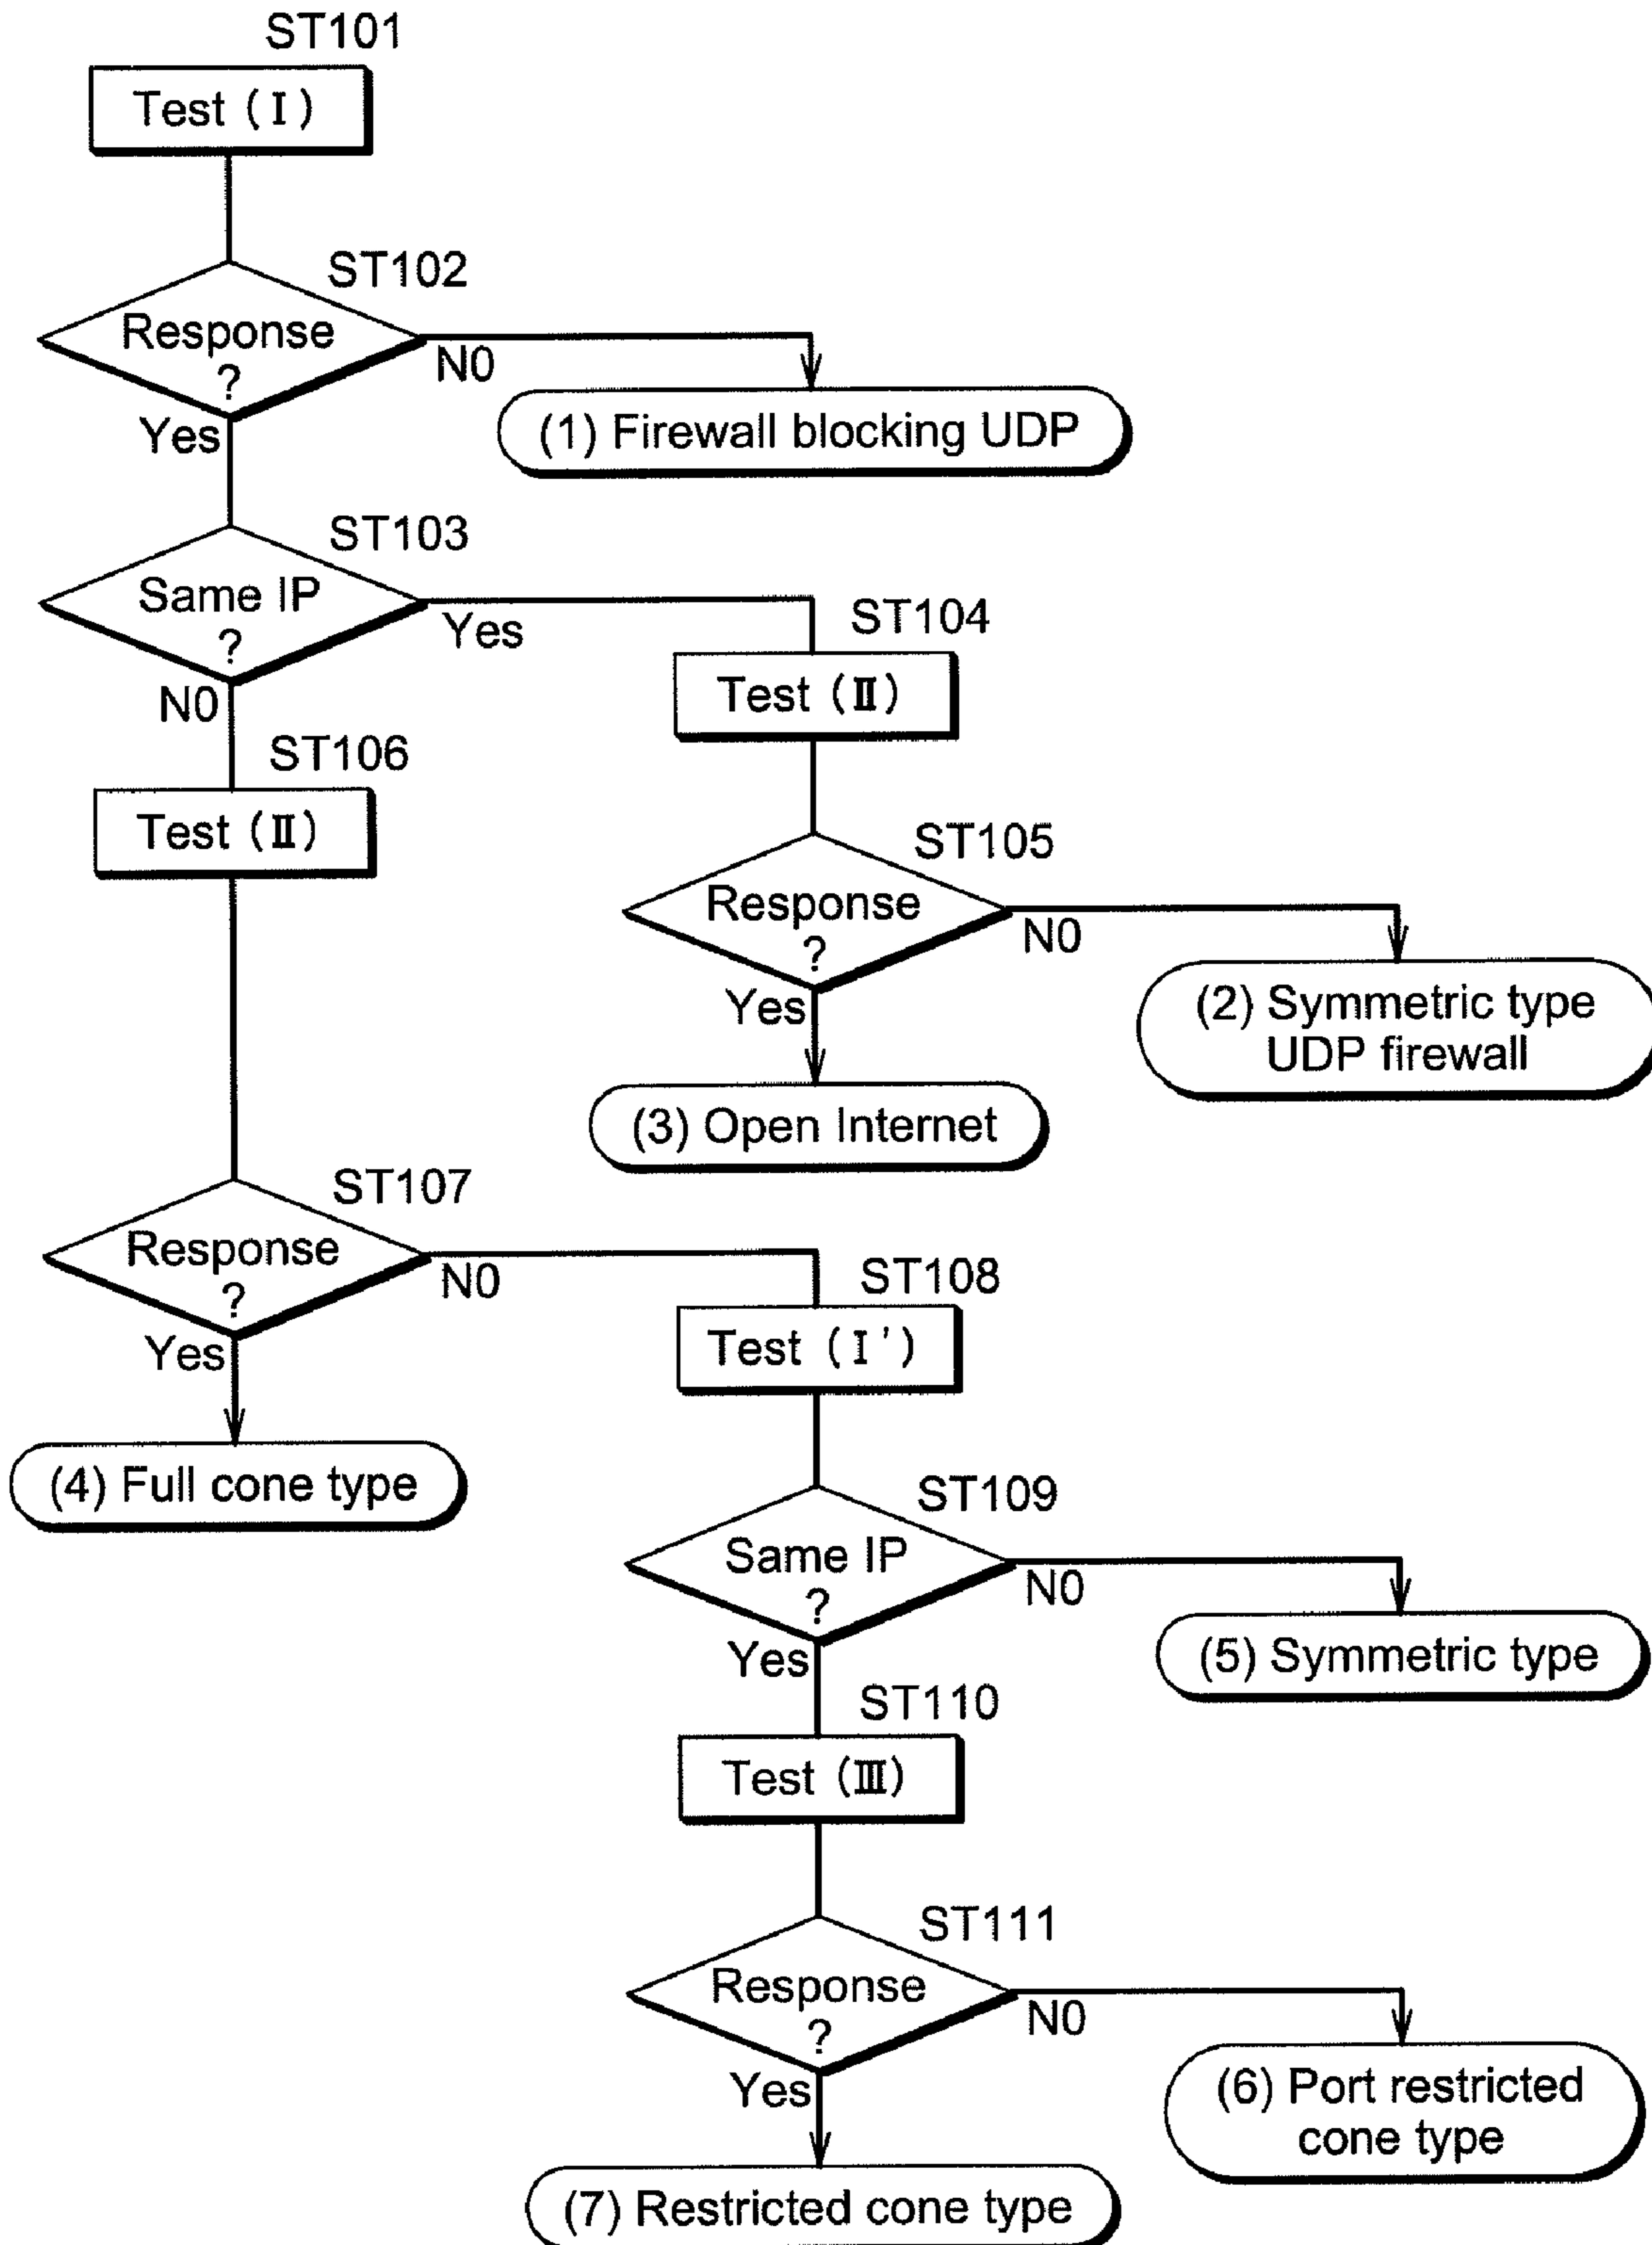 ST101
Test (I)
ST102
Response
?
N0
Yes
(1) Firewall blocking UDP
ST103
Same IP
?
Yes
N0
ST104
Test (II)
ST106
Test (II)
ST105
Response
?
N0
Yes
(2) Symmetric type
UDP firewall
(3) Open Internet
ST107
Response
?
N0
Yes
ST108
Test (I')
(4) Full cone type
ST109
Same IP
?
N0
Yes
(5) Symmetric type
ST110
Test (III)
ST111
Response
?
N0
Yes
(6) Port restricted
cone type
(7) Restricted cone type